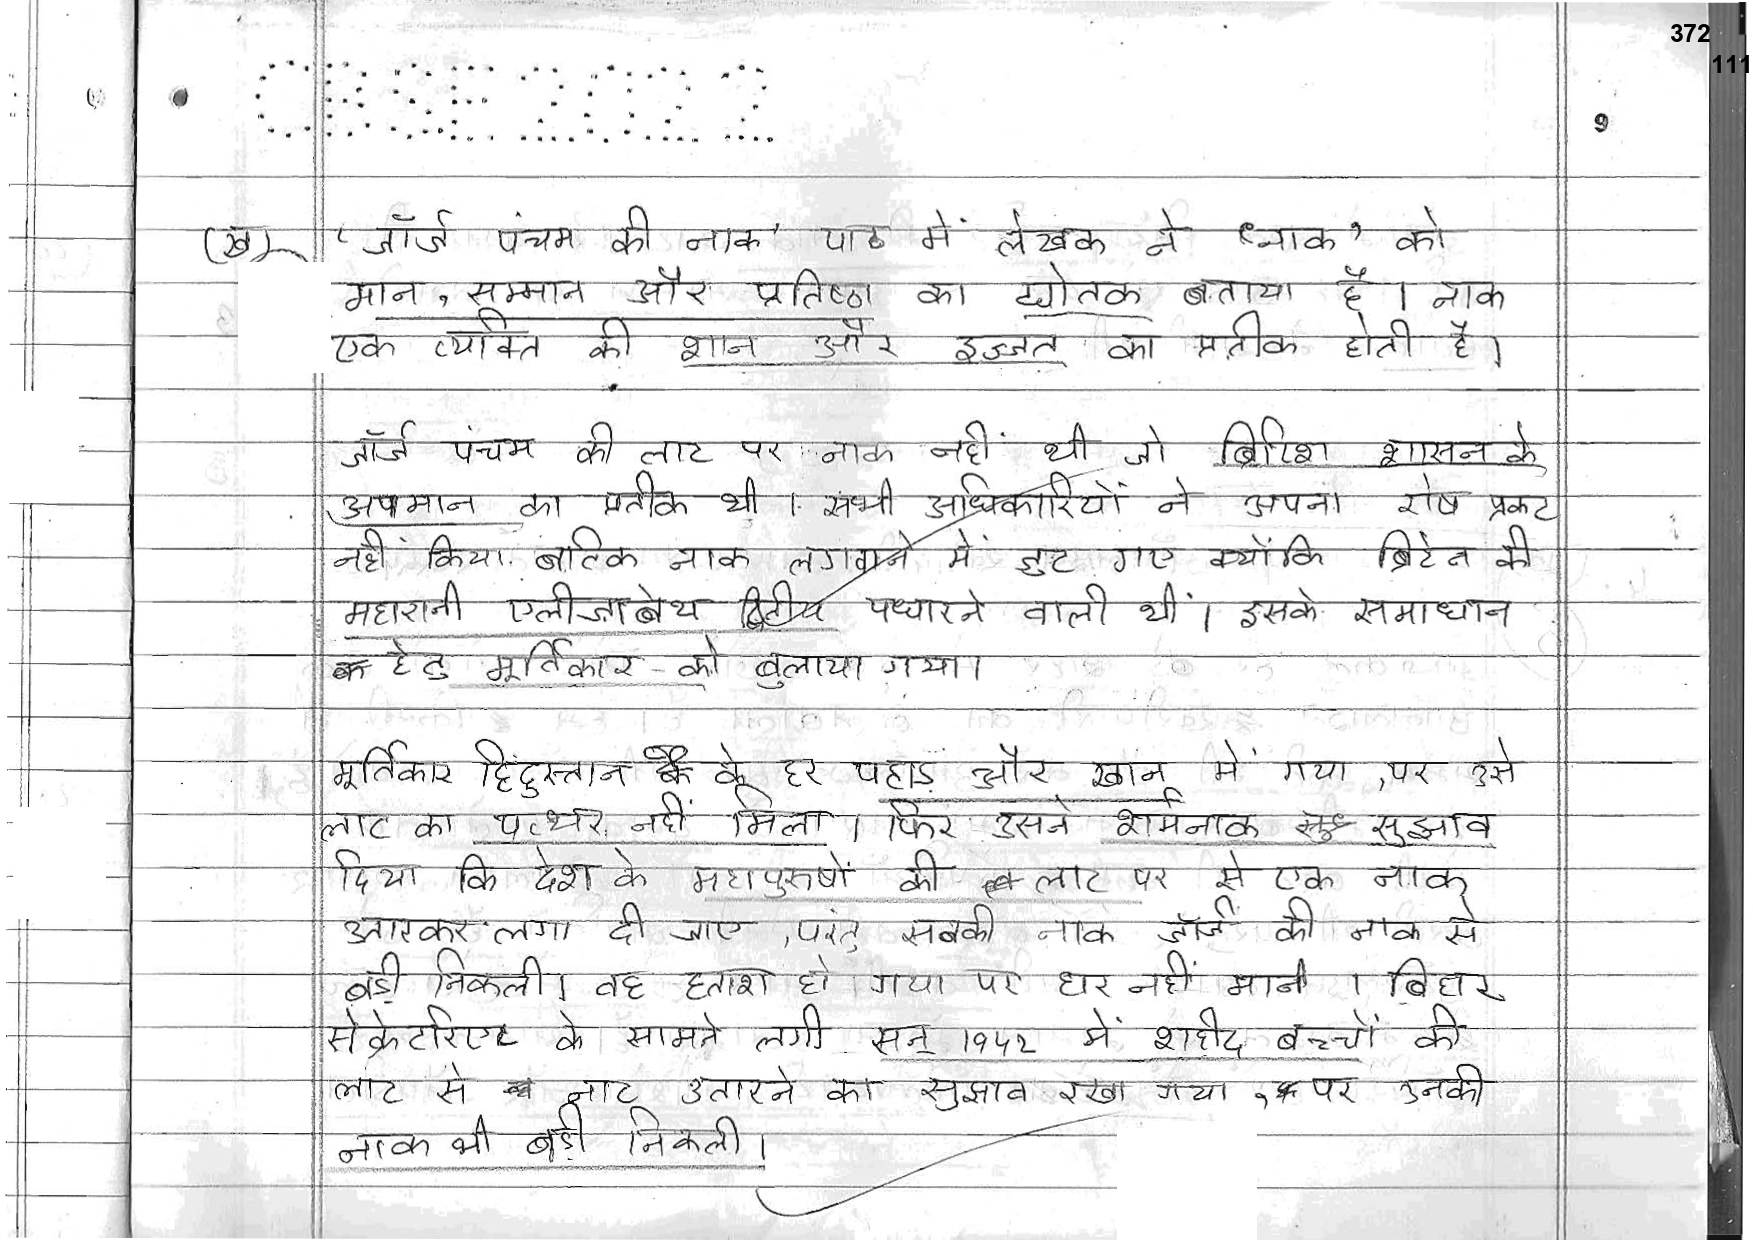 372
111
CBSE 2022
9
(ख) 'जॉर्ज पंचम की नाक' पाठ में लेखक ने 'नाक' को
मान, सम्मान और प्रतिष्ठा का द्योतक बताया है। नाक
एक व्यक्ति की शान और इज्जत का प्रतीक होती है।
जॉर्ज पंचम की लाट पर नाक नहीं थी जो ब्रिटिश शासन के
अपमान का प्रतीक थी। सभी अधिकारियों ने अपना रोष प्रकट
नहीं किया बल्कि नाक लगवाने में जुट गए क्योंकि ब्रिटेन की
महारानी एलीजाबेथ द्वितीय पधारने वाली थीं। इसके समाधान
हेतु मूर्तिकार को बुलाया गया।
मूर्तिकार हिंदुस्तान के हर पहाड़ और खान में गया, पर उसे
लाट का पत्थर नहीं मिला। फिर उसने शर्मनाक सुझाव
दिया कि देश के महापुरुषों की लाट पर से एक नाक
उतारकर लगा दी जाए, परंतु सबकी नाक जॉर्ज की नाक से
बड़ी निकली। वह हताश हो गया पर हार नहीं मानी। बिहार
सेक्रेटरिएट के सामने लगी सन् १९४२ में शहीद बच्चों की
लाट से नाट उतारने का सुझाव रखा गया, पर उनकी
नाक भी बड़ी निकली।